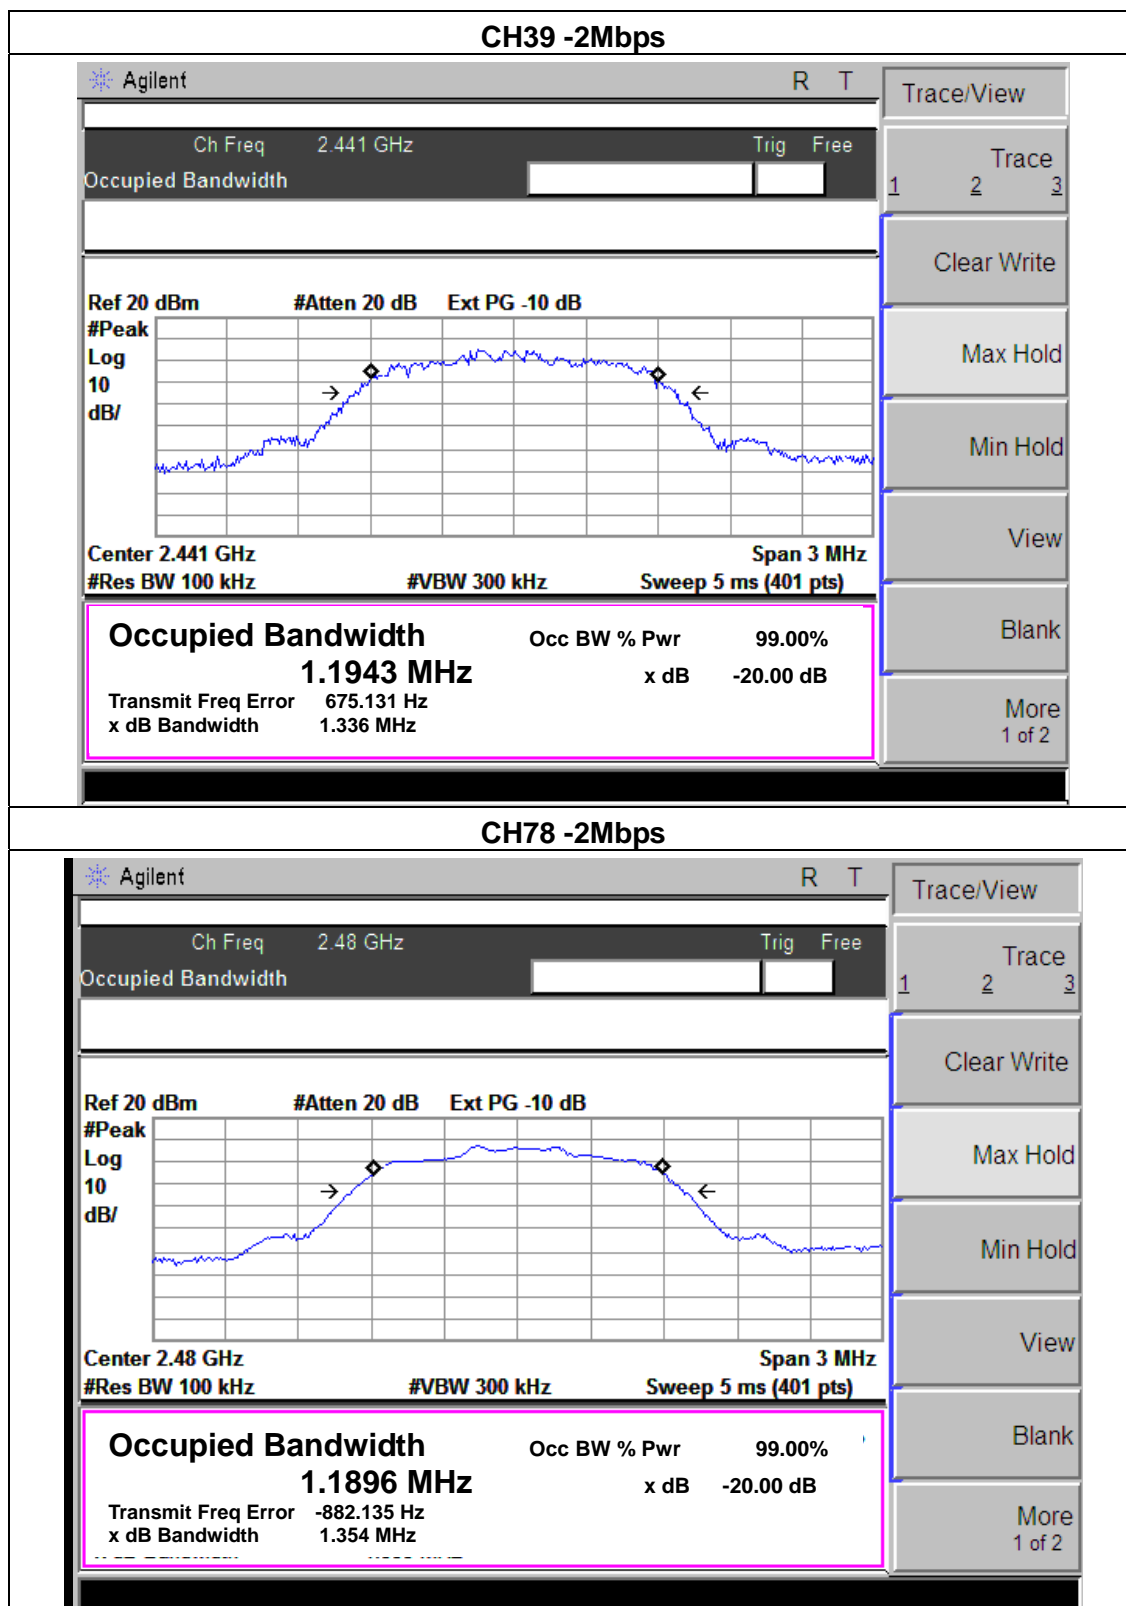 CH39 -2Mbps
Agilent R T
Trace/View
Ch Freq 2.441 GHz Trig Free
Occupied Bandwidth
Trace
1 2 3
Clear Write
Ref 20 dBm #Atten 20 dB Ext PG -10 dB
#Peak
Log
10
dB/
Max Hold
Min Hold
View
Center 2.441 GHz Span 3 MHz
#Res BW 100 kHz #VBW 300 kHz Sweep 5 ms (401 pts)
Occupied Bandwidth Occ BW % Pwr 99.00%
1.1943 MHz x dB -20.00 dB
Transmit Freq Error 675.131 Hz
x dB Bandwidth 1.336 MHz
Blank
More
1 of 2
CH78 -2Mbps
Agilent R T
Trace/View
Ch Freq 2.48 GHz Trig Free
Occupied Bandwidth
Trace
1 2 3
Clear Write
Ref 20 dBm #Atten 20 dB Ext PG -10 dB
#Peak
Log
10
dB/
Max Hold
Min Hold
View
Center 2.48 GHz Span 3 MHz
#Res BW 100 kHz #VBW 300 kHz Sweep 5 ms (401 pts)
Occupied Bandwidth Occ BW % Pwr 99.00%
1.1896 MHz x dB -20.00 dB
Transmit Freq Error -882.135 Hz
x dB Bandwidth 1.354 MHz
Blank
More
1 of 2